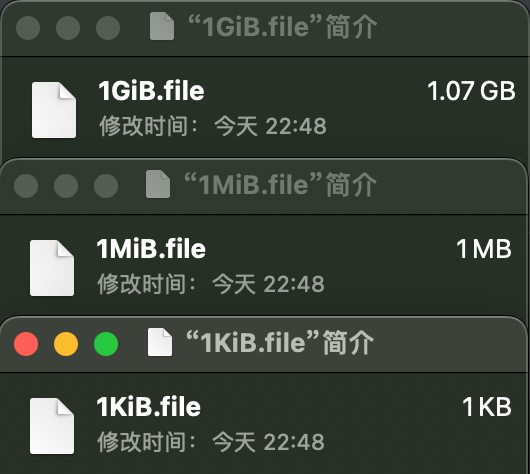 “1GiB.file”简介
1GiB.file 1.07 GB
修改时间： 今天 22:48
“1MiB.file”简介
1MiB.file 1 MB
修改时间： 今天 22:48
“1KiB.file”简介
1KiB.file 1 KB
修改时间： 今天 22:48